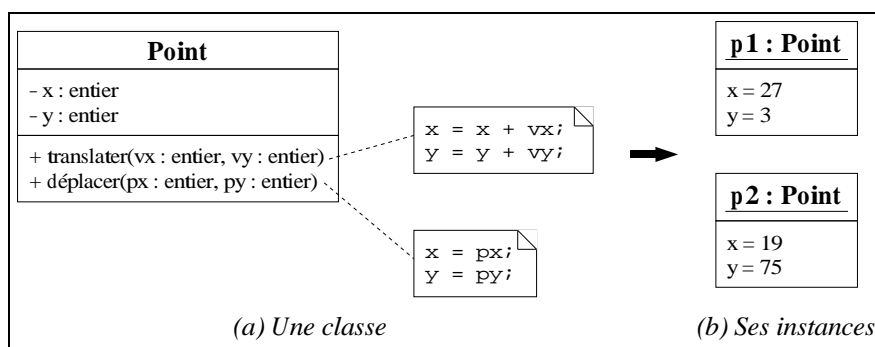 Point
- x : entier
- y : entier
+ translater(vx : entier, vy : entier)
+ déplacer(px : entier, py : entier)
x = x + vx;
y = y + vy;
x = px;
y = py;
(a) Une classe
p1 : Point
x = 27
y = 3
p2 : Point
x = 19
y = 75
(b) Ses instances